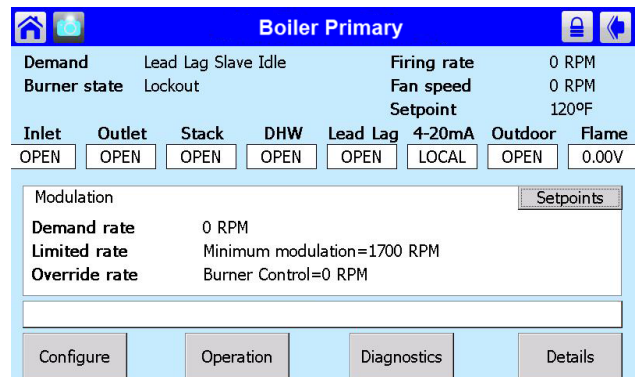 Boiler Primary
Demand Lead Lag Slave Idle Firing rate 0 RPM
Burner state Lockout Fan speed 0 RPM
Setpoint 120ºF
Inlet Outlet Stack DHW Lead Lag 4-20mA Outdoor Flame
OPEN OPEN OPEN OPEN OPEN LOCAL OPEN 0.00V
Modulation Setpoints
Demand rate 0 RPM
Limited rate Minimum modulation=1700 RPM
Override rate Burner Control=0 RPM
Configure Operation Diagnostics Details